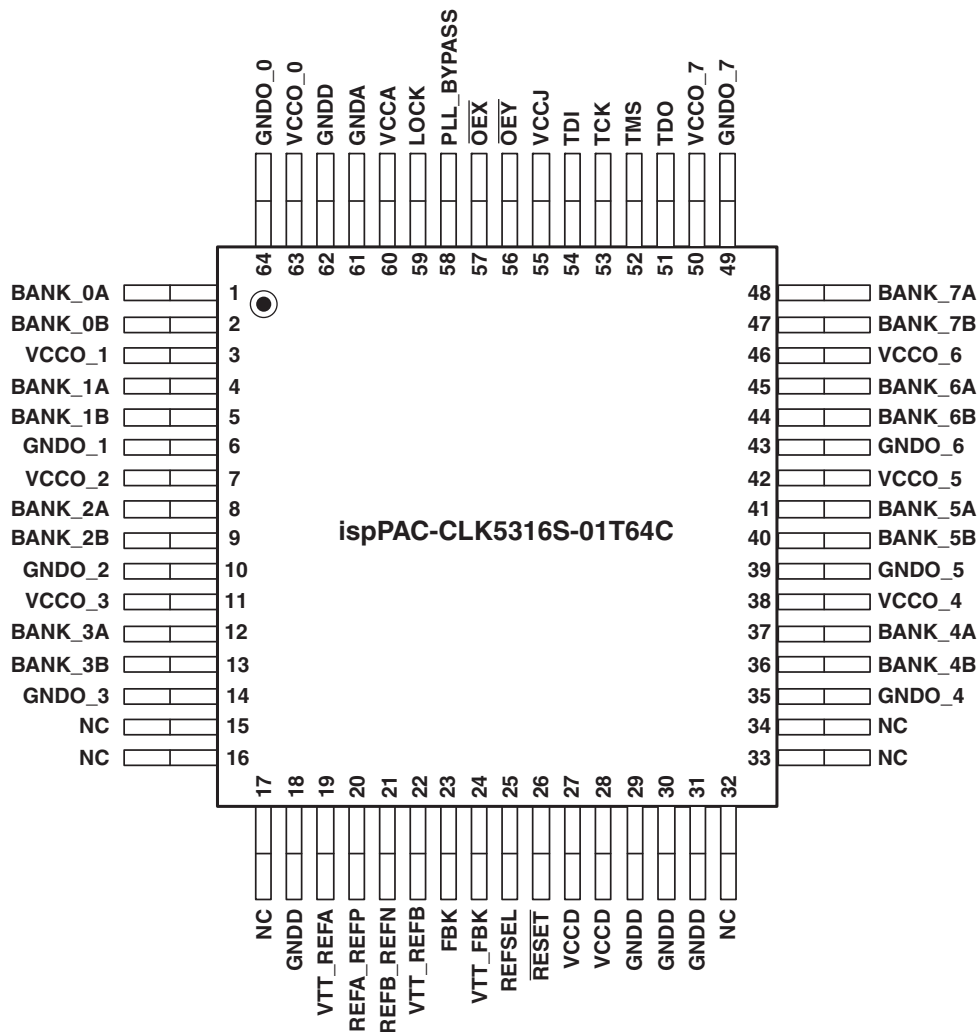 GNDO_0
VCCO_0
GNDD
GNDA
VCCA
LOCK
PLL_BYPASS
OEX
OEY
VCCJ
TDI
TCK
TMS
TDO
VCCO_7
GNDO_7
64
63
62
61
60
59
58
57
56
55
54
53
52
51
50
49
BANK_0A 1
BANK_0B 2
VCCO_1 3
BANK_1A 4
BANK_1B 5
GNDO_1 6
VCCO_2 7
BANK_2A 8
BANK_2B 9
GNDO_2 10
VCCO_3 11
BANK_3A 12
BANK_3B 13
GNDO_3 14
NC 15
NC 16
ispPAC-CLK5316S-01T64C
48 BANK_7A
47 BANK_7B
46 VCCO_6
45 BANK_6A
44 BANK_6B
43 GNDO_6
42 VCCO_5
41 BANK_5A
40 BANK_5B
39 GNDO_5
38 VCCO_4
37 BANK_4A
36 BANK_4B
35 GNDO_4
34 NC
33 NC
17
18
19
20
21
22
23
24
25
26
27
28
29
30
31
32
NC
GNDD
VTT_REFA
REFA_REFP
REFB_REFN
VTT_REFB
FBK
VTT_FBK
REFSEL
RESET
VCCD
VCCD
GNDD
GNDD
GNDD
NC